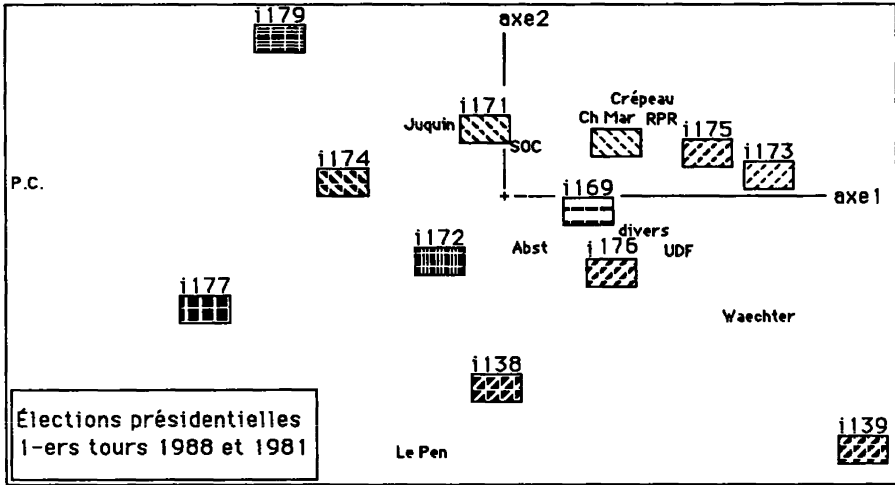 i179
axe2
i171
Crépeau
Juquin
Ch Mar RPR
i175
SOC
i174
i173
P.C.
axe1
i169
i172
divers
Abst
i176
UDF
i177
Waechter
i138
Élections présidentielles
1-ers tours 1988 et 1981
Le Pen
i139